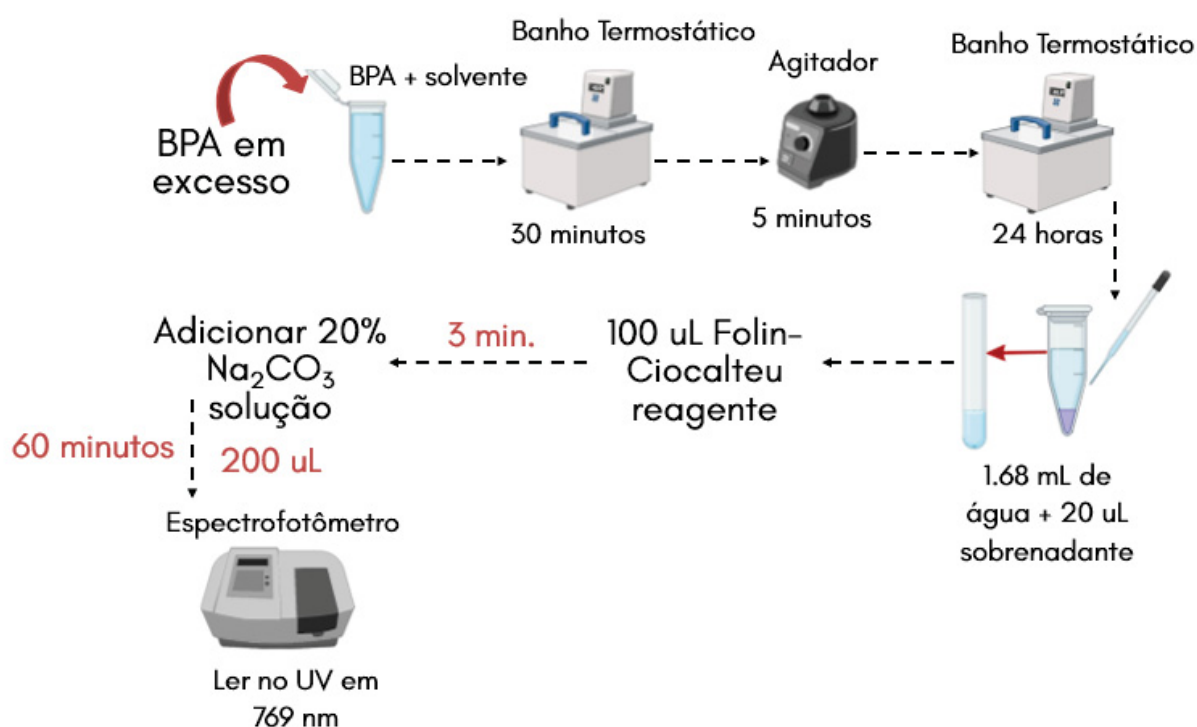 BPA em
excesso
BPA + solvente
Banho Termostático
30 minutos
Agitador
5 minutos
Banho Termostático
24 horas
1.68 mL de
água + 20 uL
sobrenadante
100 uL Folin-
Ciocalteu
reagente
3 min.
Adicionar 20%
Na₂CO₃
solução
60 minutos
200 uL
Espectrofotômetro
Ler no UV em
769 nm